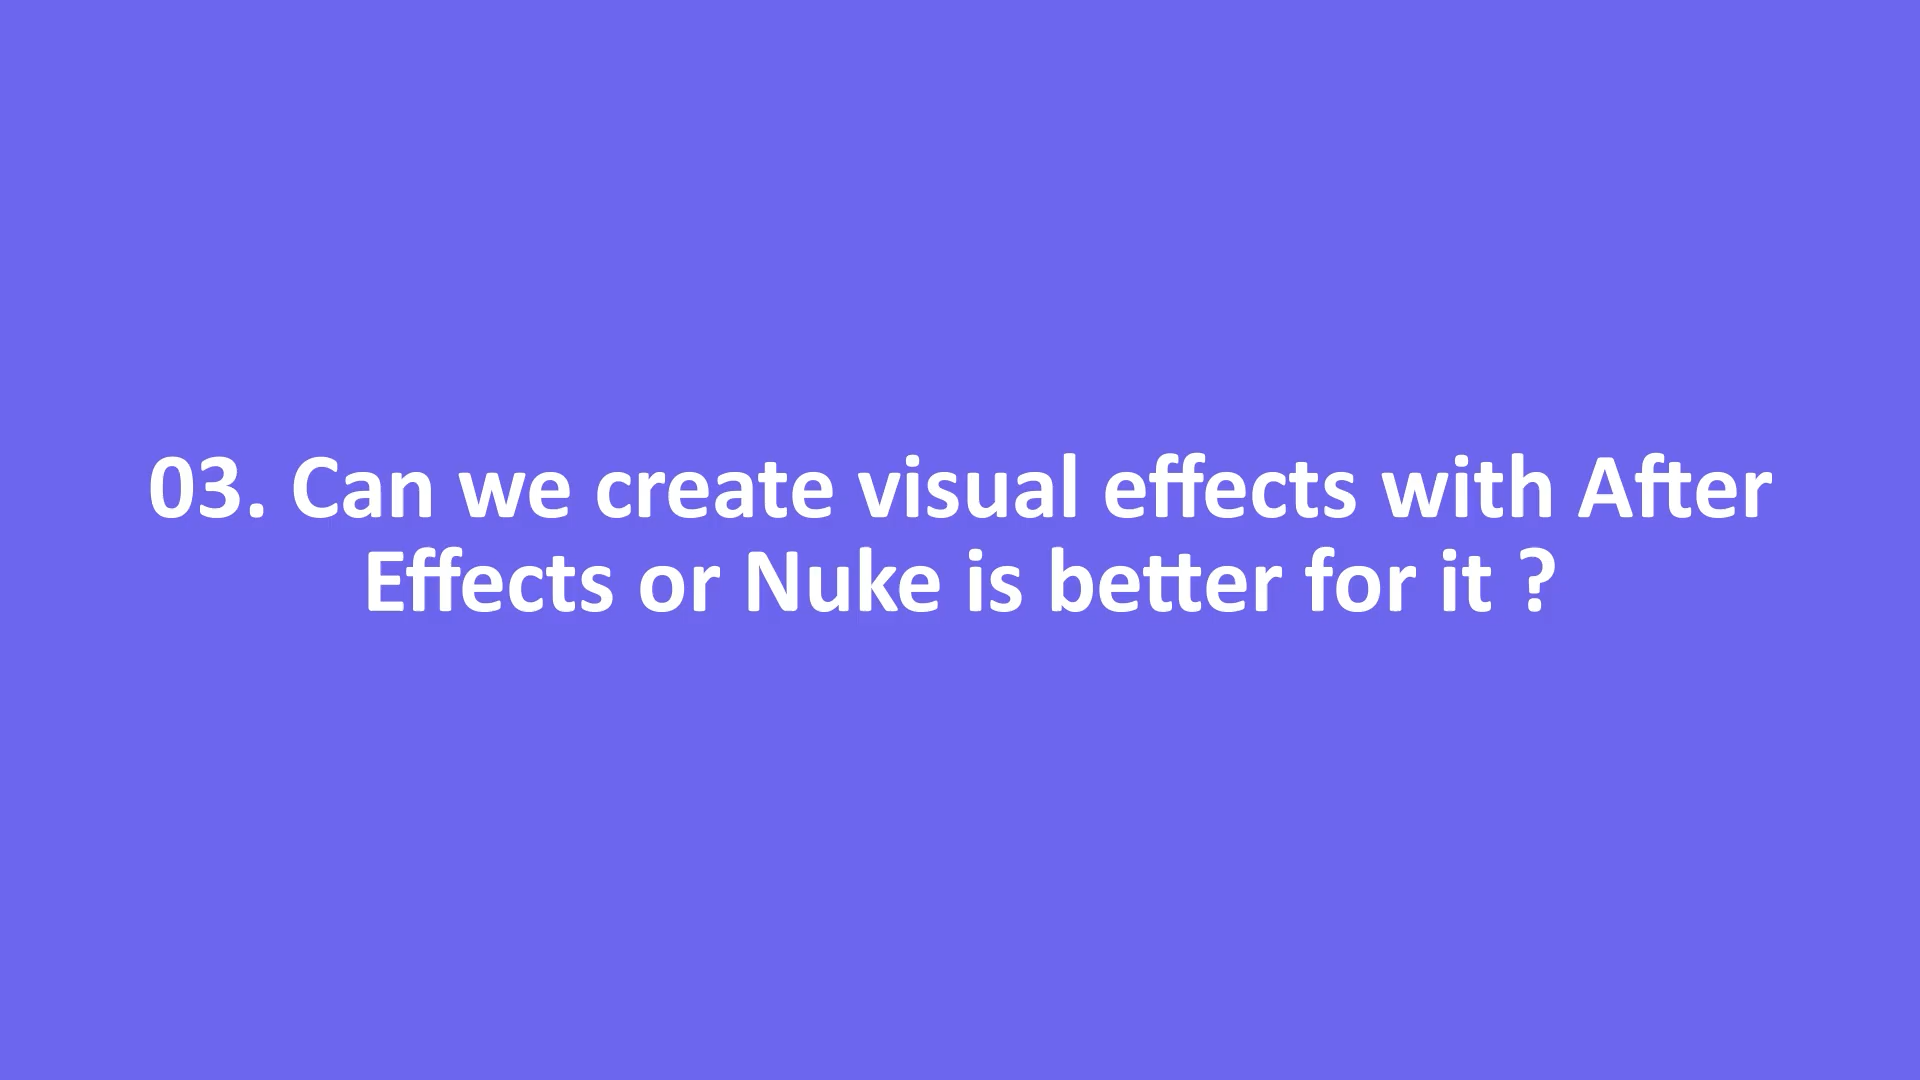 03. Can we create visual effects with After
Effects or Nuke is better for it ?